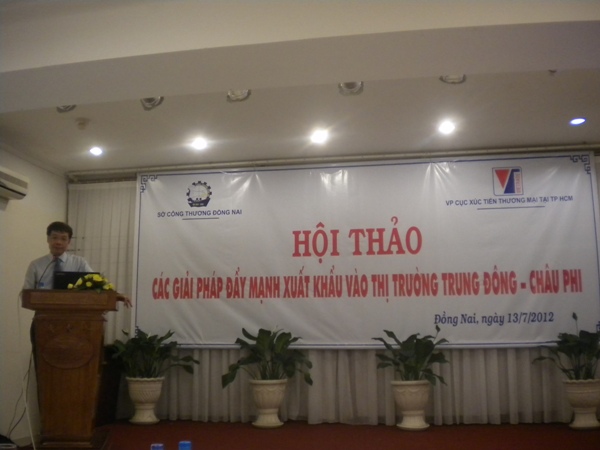 SỞ CÔNG THƯƠNG ĐỒNG NAI
VP CỤC XÚC TIẾN THƯƠNG MẠI TẠI TP HCM
HỘI THẢO
CÁC GIẢI PHÁP ĐẨY MẠNH XUẤT KHẨU VÀO THỊ TRƯỜNG TRUNG ĐÔNG - CHÂU PHI
Đồng Nai, ngày 13/7/2012